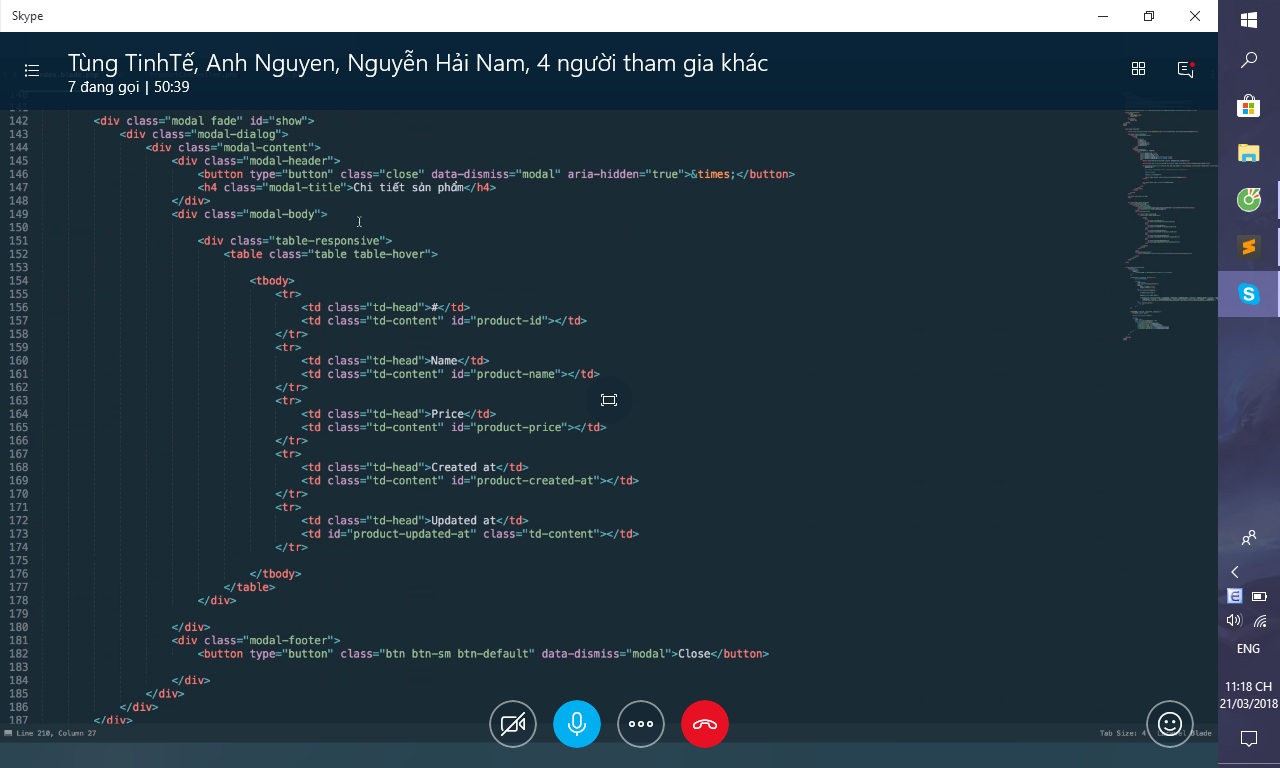 Skype
Tùng TinhTế, Anh Nguyen, Nguyễn Hải Nam, 4 người tham gia khác
7 đang gọi | 50:39
142 <div class="modal fade" id="show">
143 <div class="modal-dialog">
144 <div class="modal-content">
145 <div class="modal-header">
146 <button type="button" class="close" data-dismiss="modal" aria-hidden="true">&times;</button>
147 <h4 class="modal-title">Chi tiết sản phẩm</h4>
148 </div>
149 <div class="modal-body">
150
151 <div class="table-responsive">
152 <table class="table table-hover">
153
154 <tbody>
155 <tr>
156 <td class="td-head">#</td>
157 <td class="td-content" id="product-id"></td>
158 </tr>
159 <tr>
160 <td class="td-head">Name</td>
161 <td class="td-content" id="product-name"></td>
162 </tr>
163 <tr>
164 <td class="td-head">Price</td>
165 <td class="td-content" id="product-price"></td>
166 </tr>
167 <tr>
168 <td class="td-head">Created at</td>
169 <td class="td-content" id="product-created-at"></td>
170 </tr>
171 <tr>
172 <td class="td-head">Updated at</td>
173 <td id="product-updated-at" class="td-content"></td>
174 </tr>
175
176 </tbody>
177 </table>
178 </div>
179
180 </div>
181 <div class="modal-footer">
182 <button type="button" class="btn btn-sm btn-default" data-dismiss="modal">Close</button>
183
184 </div>
185 </div>
186 </div>
187 </div>
Line 210, Column 27
Tab Size: 4
Blade
ENG
11:18 CH
21/03/2018